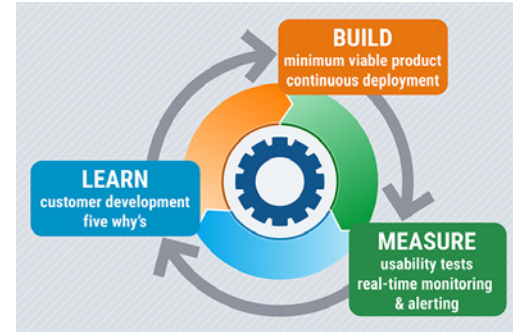 BUILD
minimum viable product
continuous deployment
LEARN
customer development
five why's
MEASURE
usability tests
real-time monitoring
& alerting